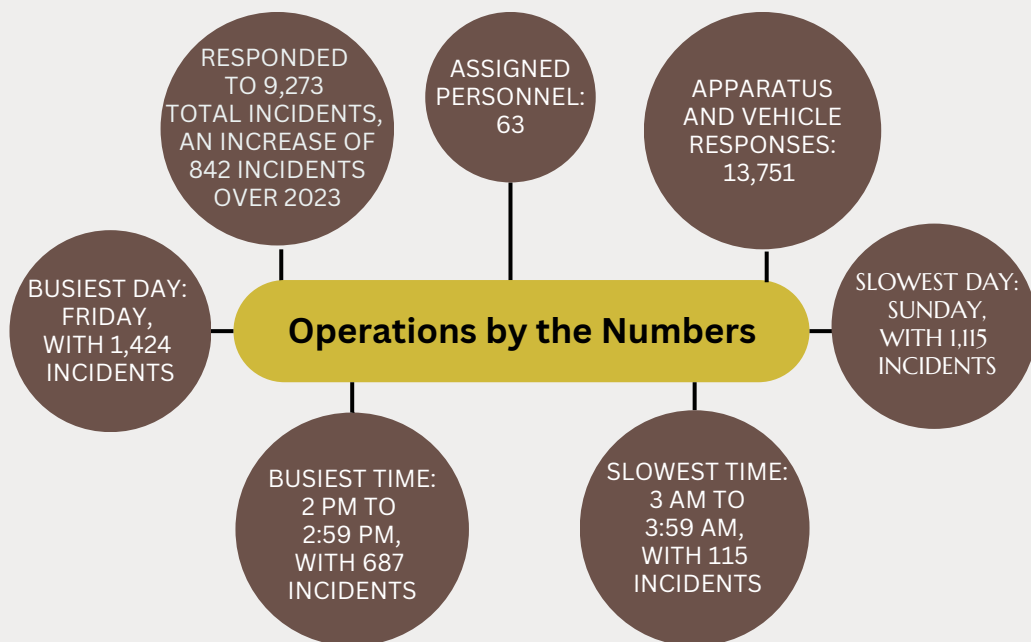 RESPONDED
TO 9,273
TOTAL INCIDENTS,
AN INCREASE OF
842 INCIDENTS
OVER 2023
ASSIGNED
PERSONNEL:
63
APPARATUS
AND VEHICLE
RESPONSES:
13,751
BUSIEST DAY:
FRIDAY,
WITH 1,424
INCIDENTS
Operations by the Numbers
SLOWEST DAY:
SUNDAY,
WITH 1,115
INCIDENTS
BUSIEST TIME:
2 PM TO
2:59 PM,
WITH 687
INCIDENTS
SLOWEST TIME:
3 AM TO
3:59 AM,
WITH 115
INCIDENTS